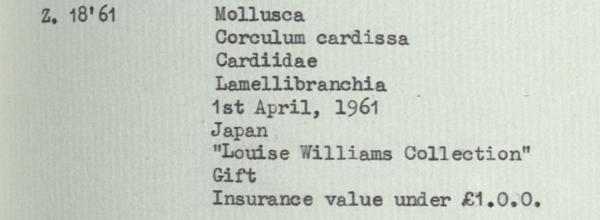 Z. 18'61 Mollusca
Corculum cardissa
Cardiidae
Lamellibranchia
1st April, 1961
Japan
"Louise Williams Collection"
Gift
Insurance value under £1.0.0.